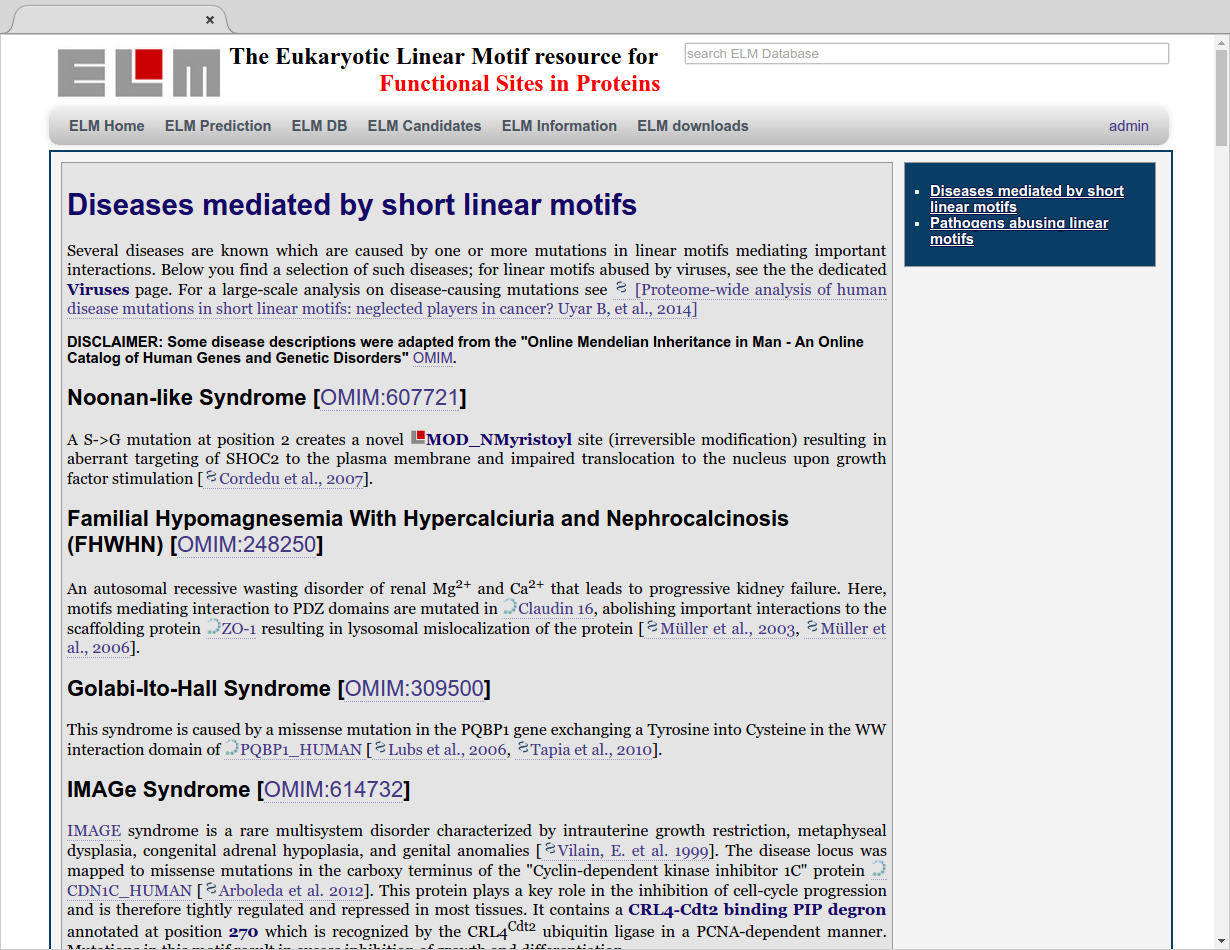 ELM The Eukaryotic Linear Motif resource for
Functional Sites in Proteins
search ELM Database
ELM Home ELM Prediction ELM DB ELM Candidates ELM Information ELM downloads admin
Diseases mediated by short linear motifs
Several diseases are known which are caused by one or more mutations in linear motifs mediating important
interactions. Below you find a selection of such diseases; for linear motifs abused by viruses, see the the dedicated
Viruses page. For a large-scale analysis on disease-causing mutations see [Proteome-wide analysis of human
disease mutations in short linear motifs: neglected players in cancer? Uyar B, et al., 2014]
DISCLAIMER: Some disease descriptions were adapted from the "Online Mendelian Inheritance in Man - An Online
Catalog of Human Genes and Genetic Disorders" OMIM.
Noonan-like Syndrome [OMIM:607721]
A S->G mutation at position 2 creates a novel MOD_NMyristoyl site (irreversible modification) resulting in
aberrant targeting of SHOC2 to the plasma membrane and impaired translocation to the nucleus upon growth
factor stimulation [Cordedu et al., 2007].
Familial Hypomagnesemia With Hypercalciuria and Nephrocalcinosis
(FHWHN) [OMIM:248250]
An autosomal recessive wasting disorder of renal Mg2+ and Ca2+ that leads to progressive kidney failure. Here,
motifs mediating interaction to PDZ domains are mutated in Claudin 16, abolishing important interactions to the
scaffolding protein ZO-1 resulting in lysosomal mislocalization of the protein [Müller et al., 2003, Müller et
al., 2006].
Golabi-Ito-Hall Syndrome [OMIM:309500]
This syndrome is caused by a missense mutation in the PQBP1 gene exchanging a Tyrosine into Cysteine in the WW
interaction domain of PQBP1_HUMAN [Lubs et al., 2006, Tapia et al., 2010].
IMAGe Syndrome [OMIM:614732]
IMAGE syndrome is a rare multisystem disorder characterized by intrauterine growth restriction, metaphyseal
dysplasia, congenital adrenal hypoplasia, and genital anomalies [Vilain, E. et al. 1999]. The disease locus was
mapped to missense mutations in the carboxy terminus of the "Cyclin-dependent kinase inhibitor 1C" protein
CDN1C_HUMAN [Arboleda et al. 2012]. This protein plays a key role in the inhibition of cell-cycle progression
and is therefore tightly regulated and repressed in most tissues. It contains a CRL4-Cdt2 binding PIP degron
annotated at position 270 which is recognized by the CRL4Cdt2 ubiquitin ligase in a PCNA-dependent manner.
Mutations in this motif result in excess inhibition of growth and differentiation.
Diseases mediated by short
linear motifs
Pathogens abusing linear
motifs